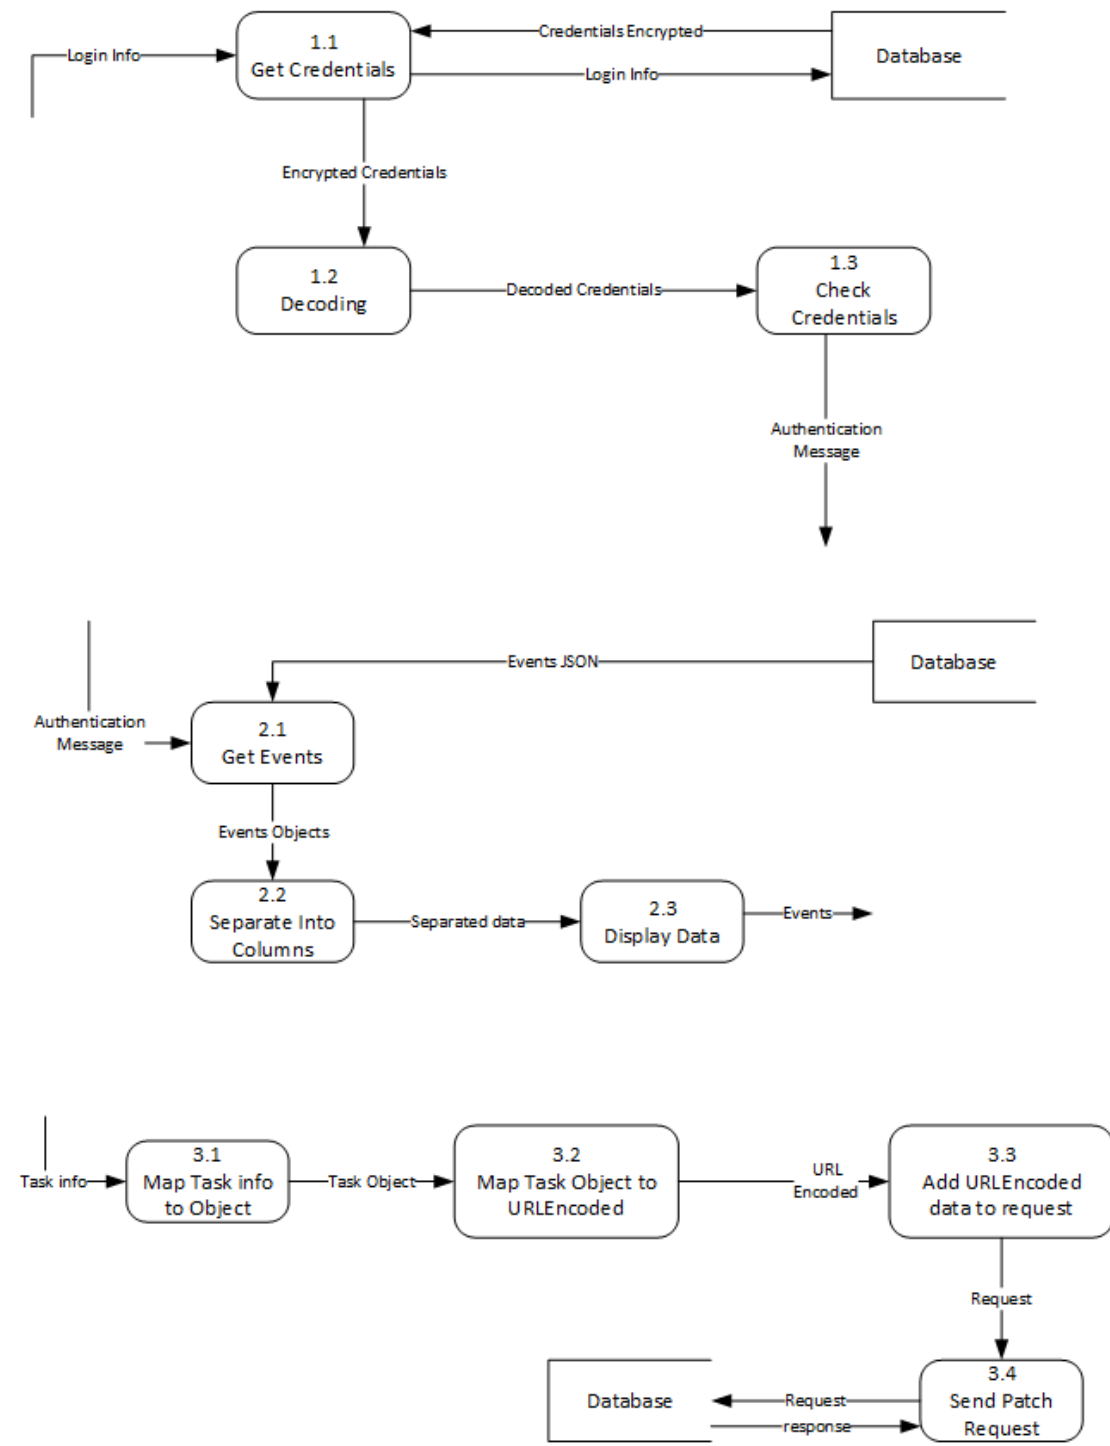 Login Info
1.1
Get Credentials
Credentials Encrypted
Login Info
Database
Encrypted Credentials
1.2
Decoding
Decoded Credentials
1.3
Check
Credentials
Authentication
Message
Events JSON
Database
Authentication
Message
2.1
Get Events
Events Objects
2.2
Separate Into
Columns
Separated data
2.3
Display Data
Events
Task info
3.1
Map Task info
to Object
Task Object
3.2
Map Task Object to
URLEncoded
URL
Encoded
3.3
Add URLEncoded
data to request
Request
3.4
Send Patch
Request
Database
Request
response